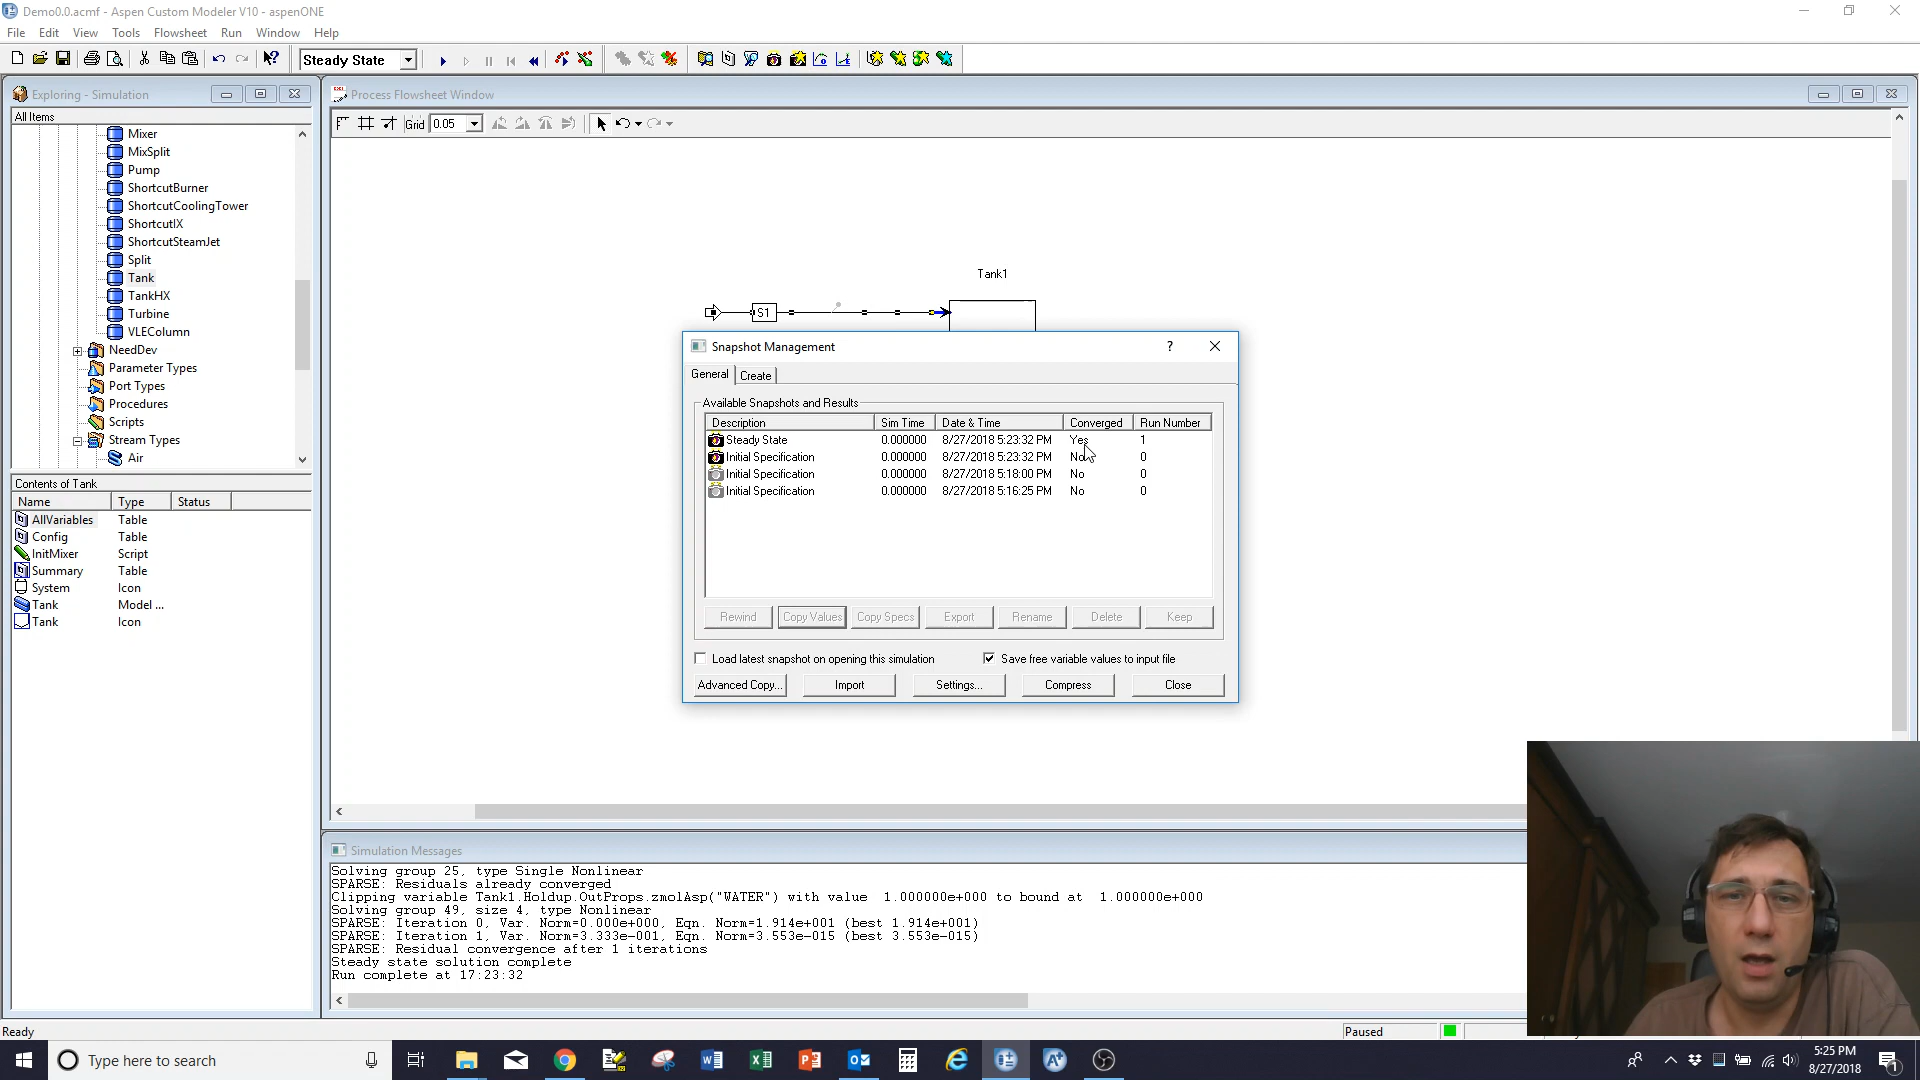 Demo0.0.acmf - Aspen Custom Modeler V10 - aspenONE
File Edit View Tools Flowsheet Run Window Help
Steady State
Exploring - Simulation
All Items
Mixer
MixSplit
Pump
ShortcutBurner
ShortcutCoolingTower
ShortcutIX
ShortcutSteamJet
Split
Tank
TankHX
Turbine
VLEColumn
NeedDev
Parameter Types
Port Types
Procedures
Scripts
Stream Types
Air
Contents of Tank
Name Type Status
AllVariables Table
Config Table
InitMixer Script
Summary Table
System Icon
Tank Model ...
Tank Icon
Process Flowsheet Window
Grid 0.05
Tank1
S1
Snapshot Management
General Create
Available Snapshots and Results
Description Sim Time Date & Time Converged Run Number
Steady State 0.000000 8/27/2018 5:23:32 PM Yes 1
Initial Specification 0.000000 8/27/2018 5:23:32 PM No 0
Initial Specification 0.000000 8/27/2018 5:18:00 PM No 0
Initial Specification 0.000000 8/27/2018 5:16:25 PM No 0
Rewind Copy Values Copy Specs Export Rename Delete Keep
Load latest snapshot on opening this simulation Save free variable values to input file
Advanced Copy... Import Settings... Compress Close
Simulation Messages
Solving group 25, type Single Nonlinear
SPARSE: Residuals already converged
Clipping variable Tank1.Holdup.OutProps.zmolAsp("WATER") with value 1.000000e+000 to bound at 1.000000e+000
Solving group 49, size 4, type Nonlinear
SPARSE: Iteration 0, Var. Norm=0.000e+000, Eqn. Norm=1.914e+001 (best 1.914e+001)
SPARSE: Iteration 1, Var. Norm=3.333e-001, Eqn. Norm=3.553e-015 (best 3.553e-015)
SPARSE: Residual convergence after 1 iterations
Steady state solution complete
Run complete at 17:23:32
Ready
Paused
Type here to search
5:25 PM
8/27/2018